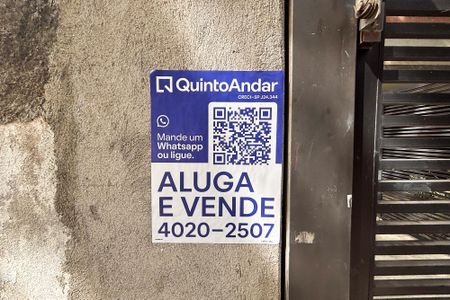 QuintoAndar
CRECI-SP J24.344
Mande um
Whatsapp
ou ligue.
ALUGA
E VENDE
4020-2507